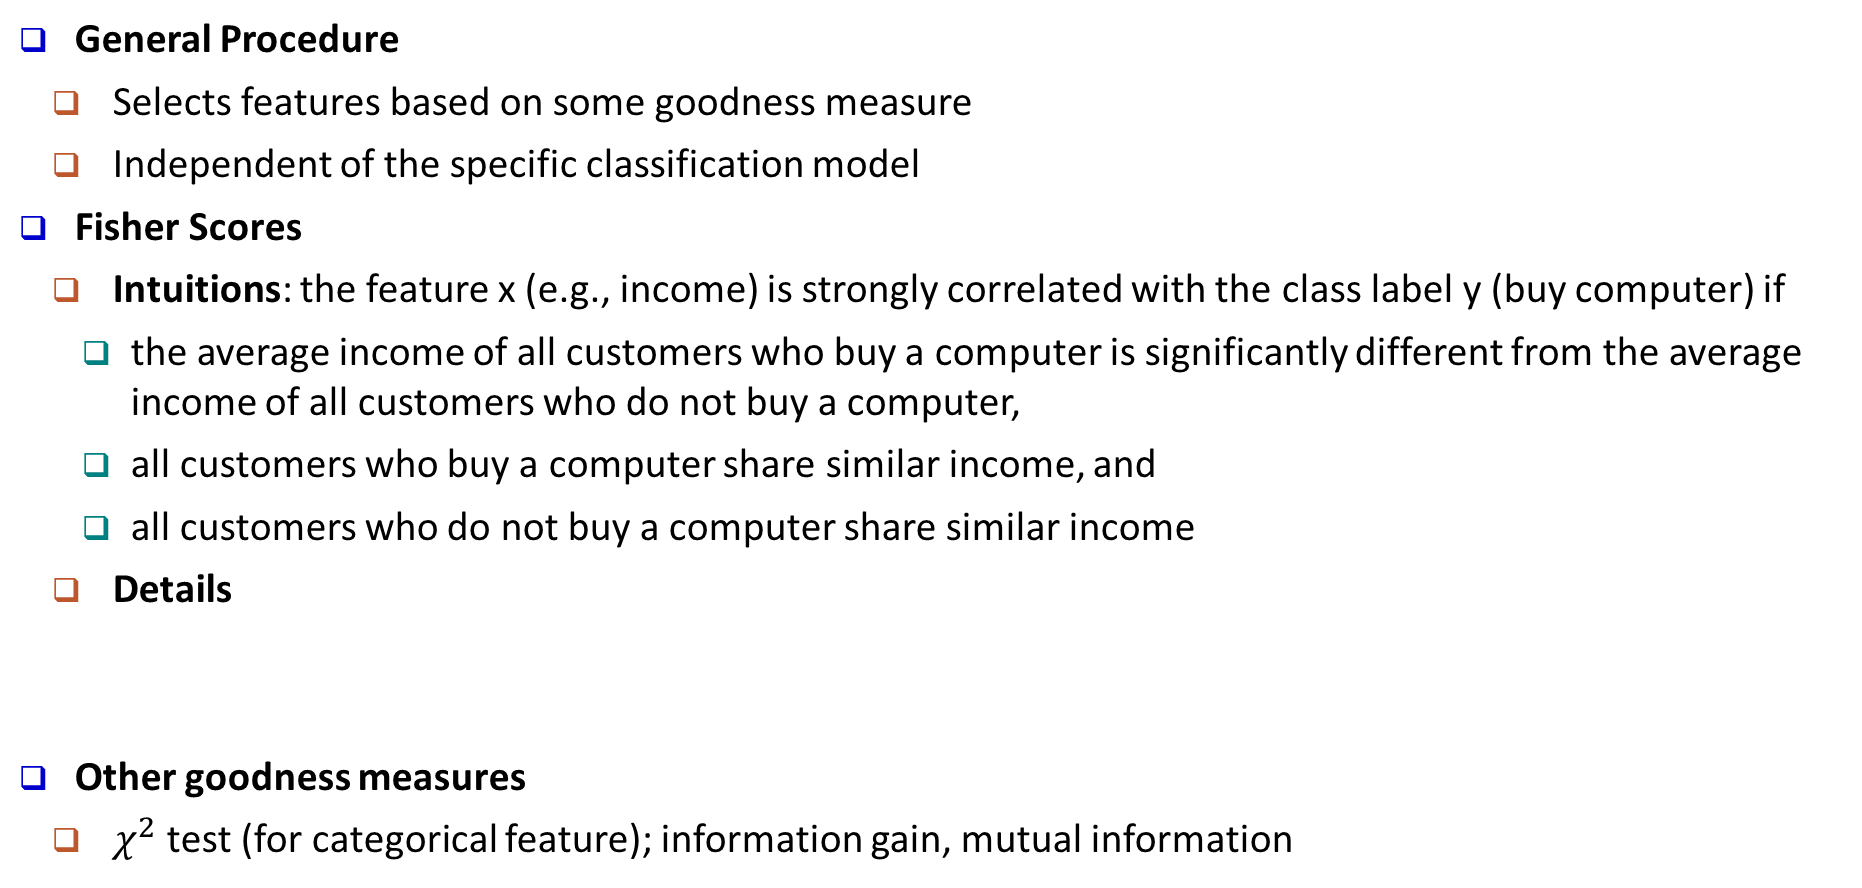 General Procedure
Selects features based on some goodness measure
Independent of the specific classification model
Fisher Scores
Intuitions: the feature x (e.g., income) is strongly correlated with the class label y (buy computer) if
the average income of all customers who buy a computer is significantly different from the average
income of all customers who do not buy a computer,
all customers who buy a computer share similar income, and
all customers who do not buy a computer share similar income
Details
Other goodness measures
χ² test (for categorical feature); information gain, mutual information